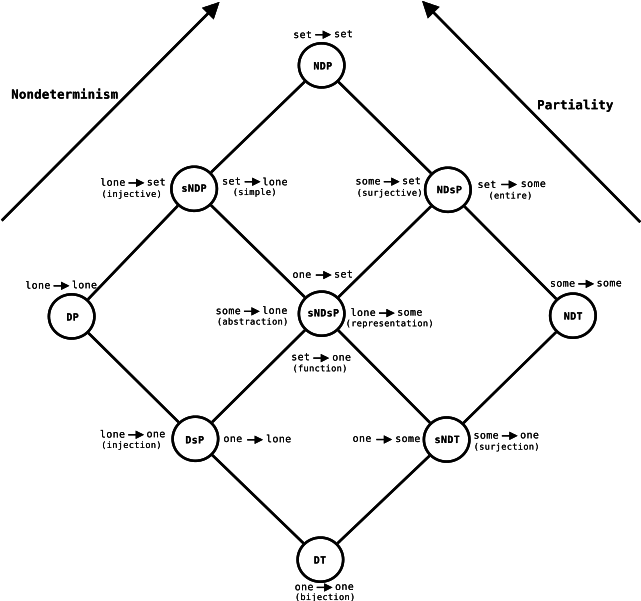 set → set
NDP
Nondeterminism
Partiality
lone → set
(injective)
sNDP
set → lone
(simple)
some → set
(surjective)
NDsP
set → some
(entire)
one → set
lone → lone
DP
some → lone
(abstraction)
sNDsP
lone → some
(representation)
some → some
NDT
set → one
(function)
lone → one
(injection)
DsP
one → lone
one → some
sNDT
some → one
(surjection)
DT
one → one
(bijection)